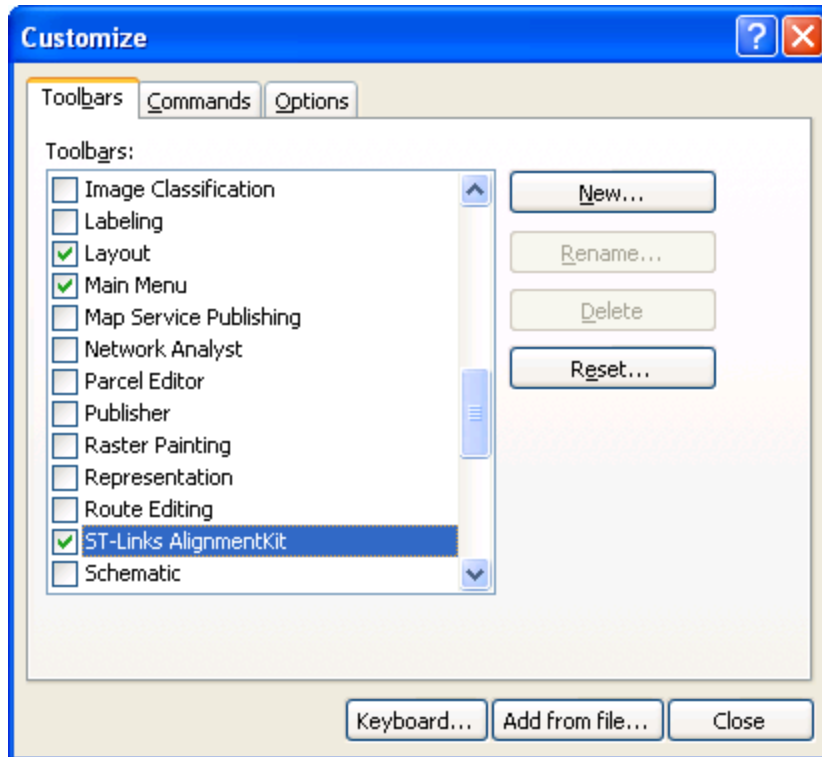 Customize
Toolbars Commands Options
Toolbars:
Image Classification
Labeling
Layout
Main Menu
Map Service Publishing
Network Analyst
Parcel Editor
Publisher
Raster Painting
Representation
Route Editing
ST-Links AlignmentKit
Schematic
New...
Rename...
Delete
Reset...
Keyboard... Add from file... Close